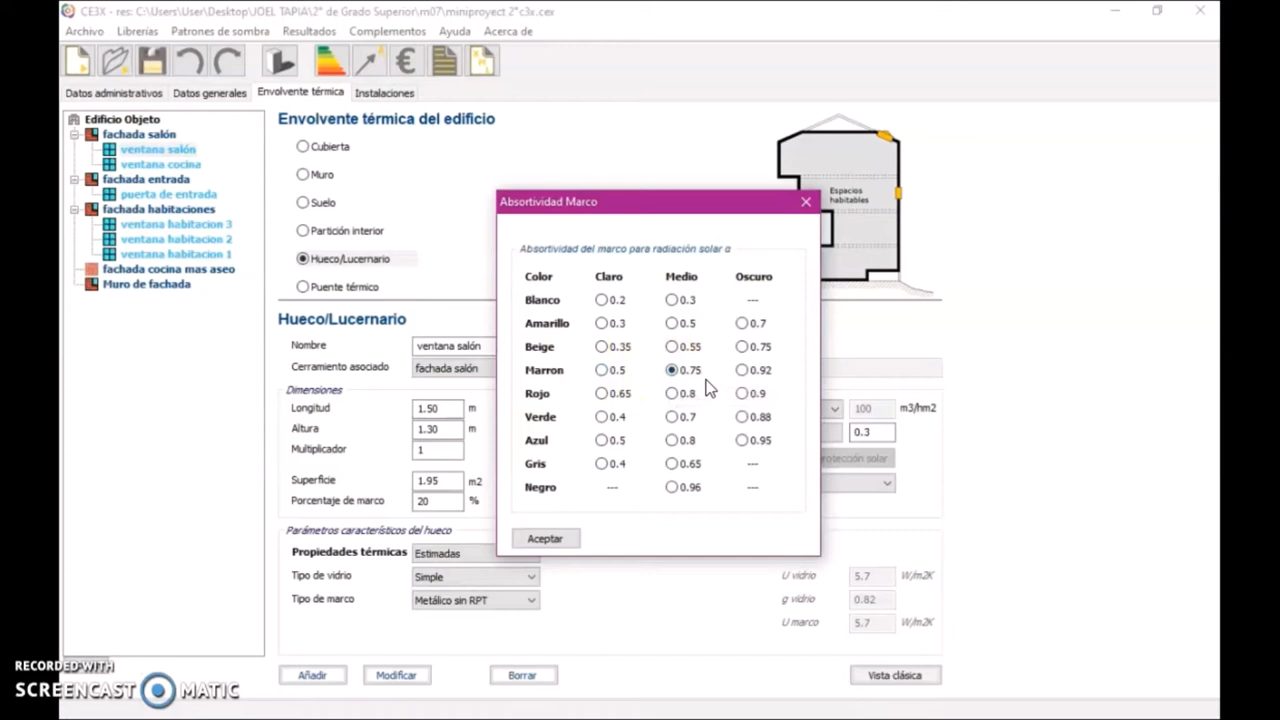 CE3X - res: C:\Users\User\Desktop\JOEL TAPIA\2º de Grado Superior\m07\miniproyect 2ºc3x.cex
Archivo Librerías Patrones de sombra Resultados Complementos Ayuda Acerca de
Datos administrativos Datos generales Envolvente térmica Instalaciones
Edificio Objeto
fachada salón
ventana salón
ventana cocina
fachada entrada
puerta de entrada
fachada habitaciones
ventana habitacion 3
ventana habitacion 2
ventana habitacion 1
fachada cocina mas aseo
Muro de fachada
Envolvente térmica del edificio
Cubierta
Muro
Suelo
Partición interior
Hueco/Lucernario
Puente térmico
Espacios
habitables
Hueco/Lucernario
Nombre ventana salón
Cerramiento asociado fachada salón
Dimensiones
Longitud 1.50 m
Altura 1.30 m
Multiplicador 1
Superficie 1.95 m2
Porcentaje de marco 20 %
100 m3/hm2
0.3
protección solar
Parámetros característicos del hueco
Propiedades térmicas Estimadas
Tipo de vidrio Simple
Tipo de marco Metálico sin RPT
U vidrio 5.7 W/m2K
g vidrio 0.82
U marco 5.7 W/m2K
Añadir Modificar Borrar Vista clásica
Absortividad Marco
Absortividad del marco para radiación solar α
Color Claro Medio Oscuro
Blanco 0.2 0.3 ---
Amarillo 0.3 0.5 0.7
Beige 0.35 0.55 0.75
Marron 0.5 0.75 0.92
Rojo 0.65 0.8 0.9
Verde 0.4 0.7 0.88
Azul 0.5 0.8 0.95
Gris 0.4 0.65 ---
Negro --- 0.96 ---
Aceptar
RECORDED WITH
SCREENCAST MATIC